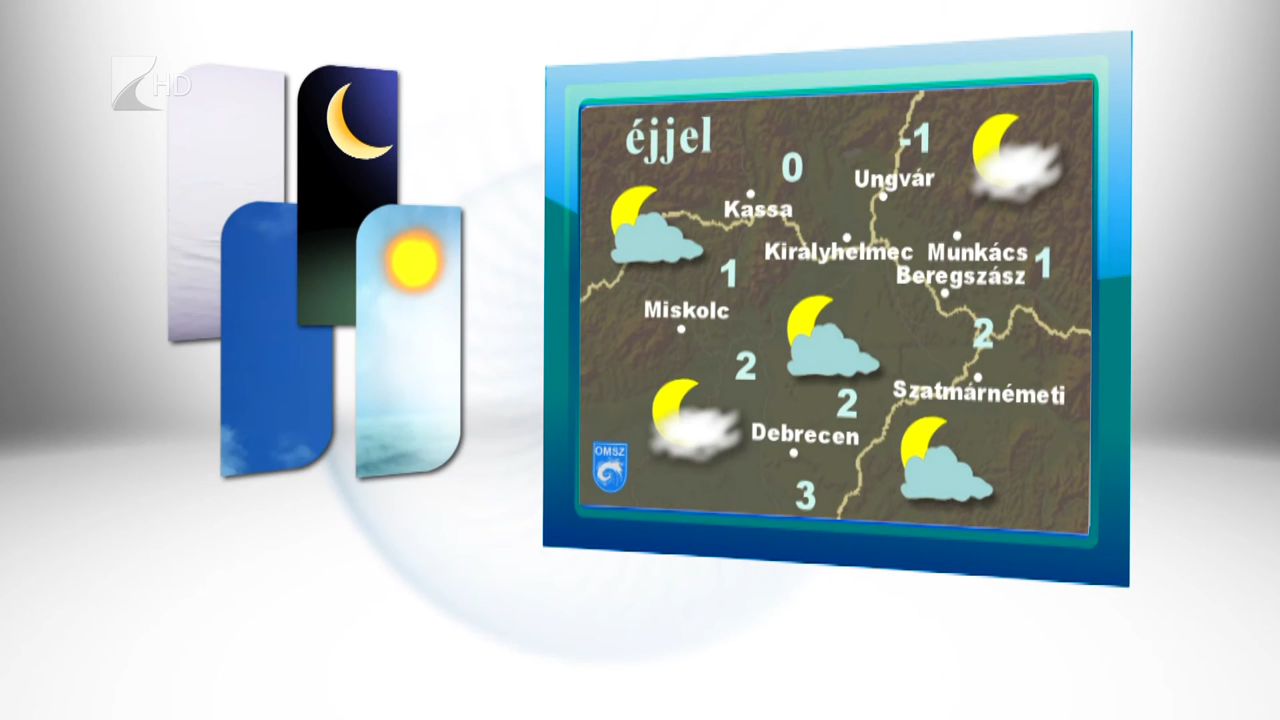 HD
éjjel
-1
0
Ungvár
Kassa
Királyhelmec
Munkács
1
1
Beregszász
Miskolc
2
2
Szatmárnémeti
2
Debrecen
OMSZ
3